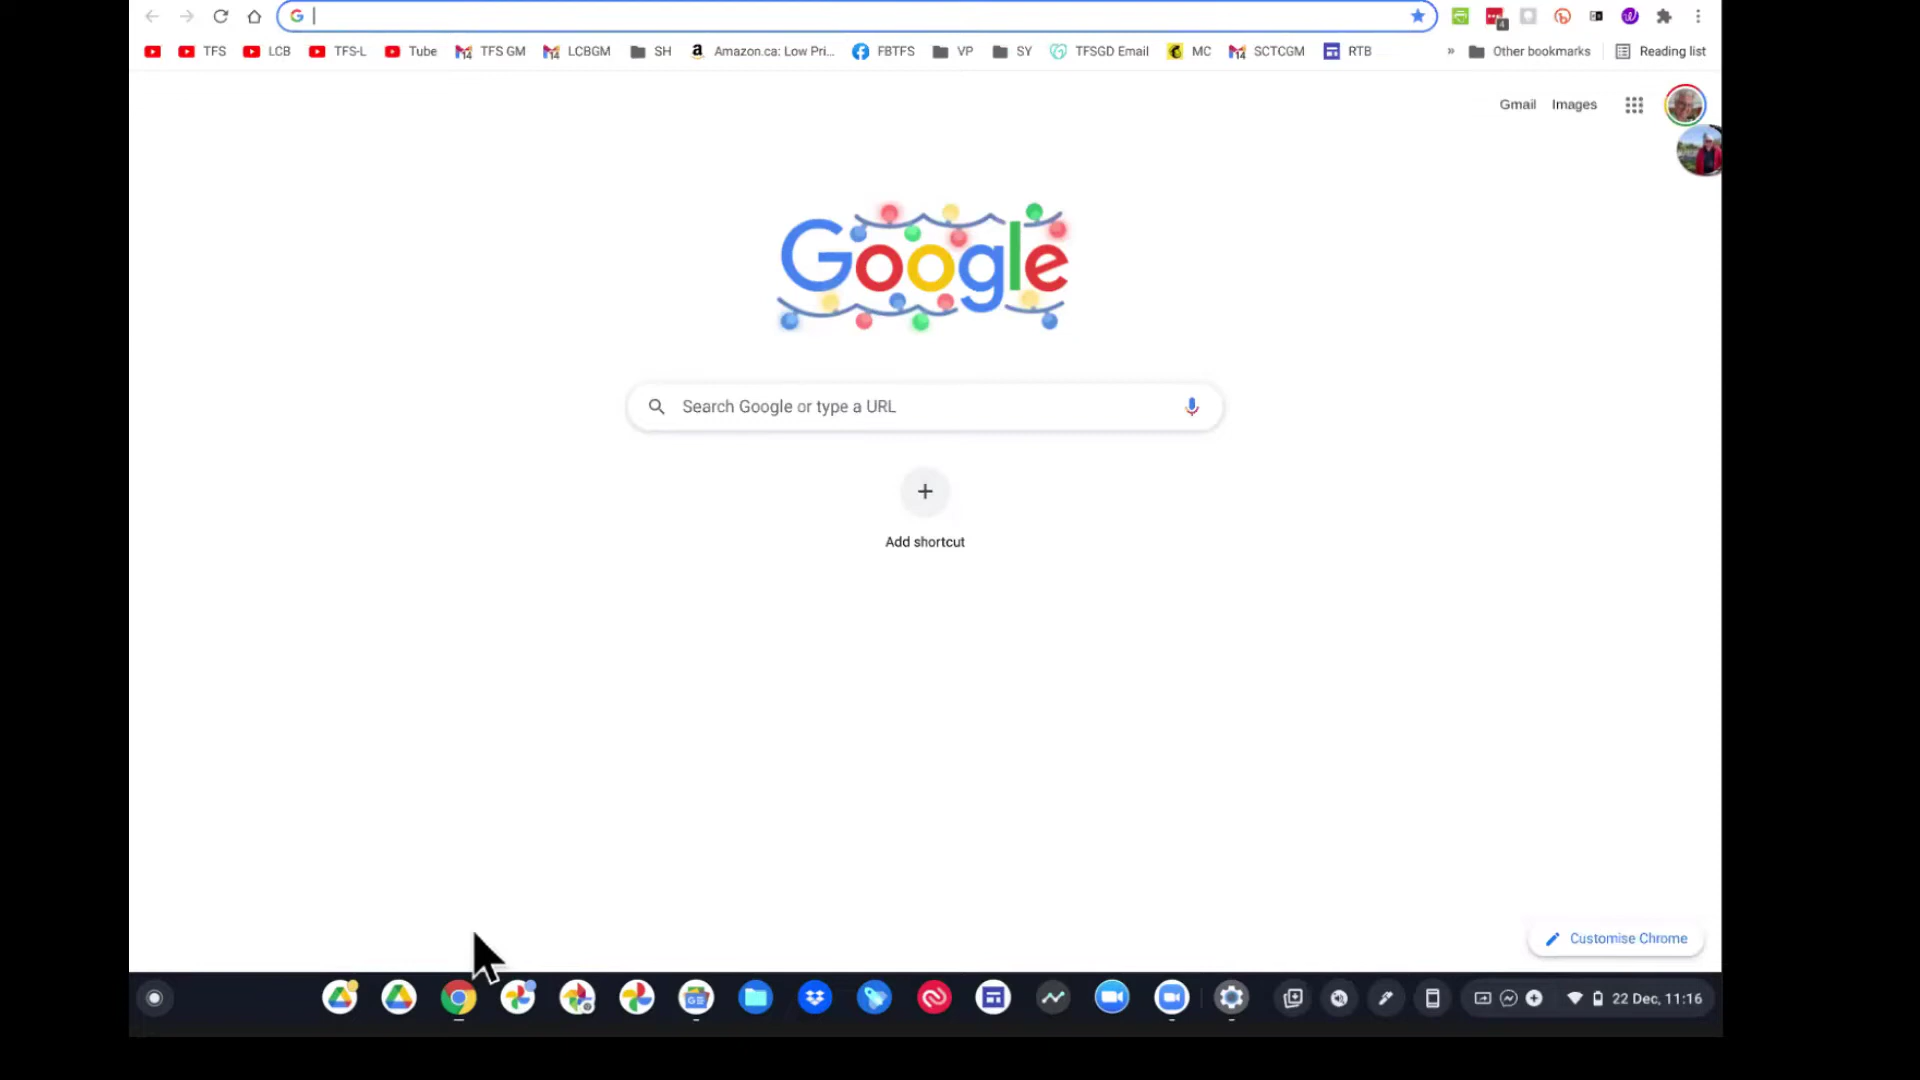 TFS LCB TFS-L Tube TFS GM LCBGM SH Amazon.ca: Low Pri... FBTFS VP SY TFSGD Email MC SCTCGM RTB » Other bookmarks Reading list
Gmail Images
Google
Search Google or type a URL
Add shortcut
Customise Chrome
22 Dec, 11:16